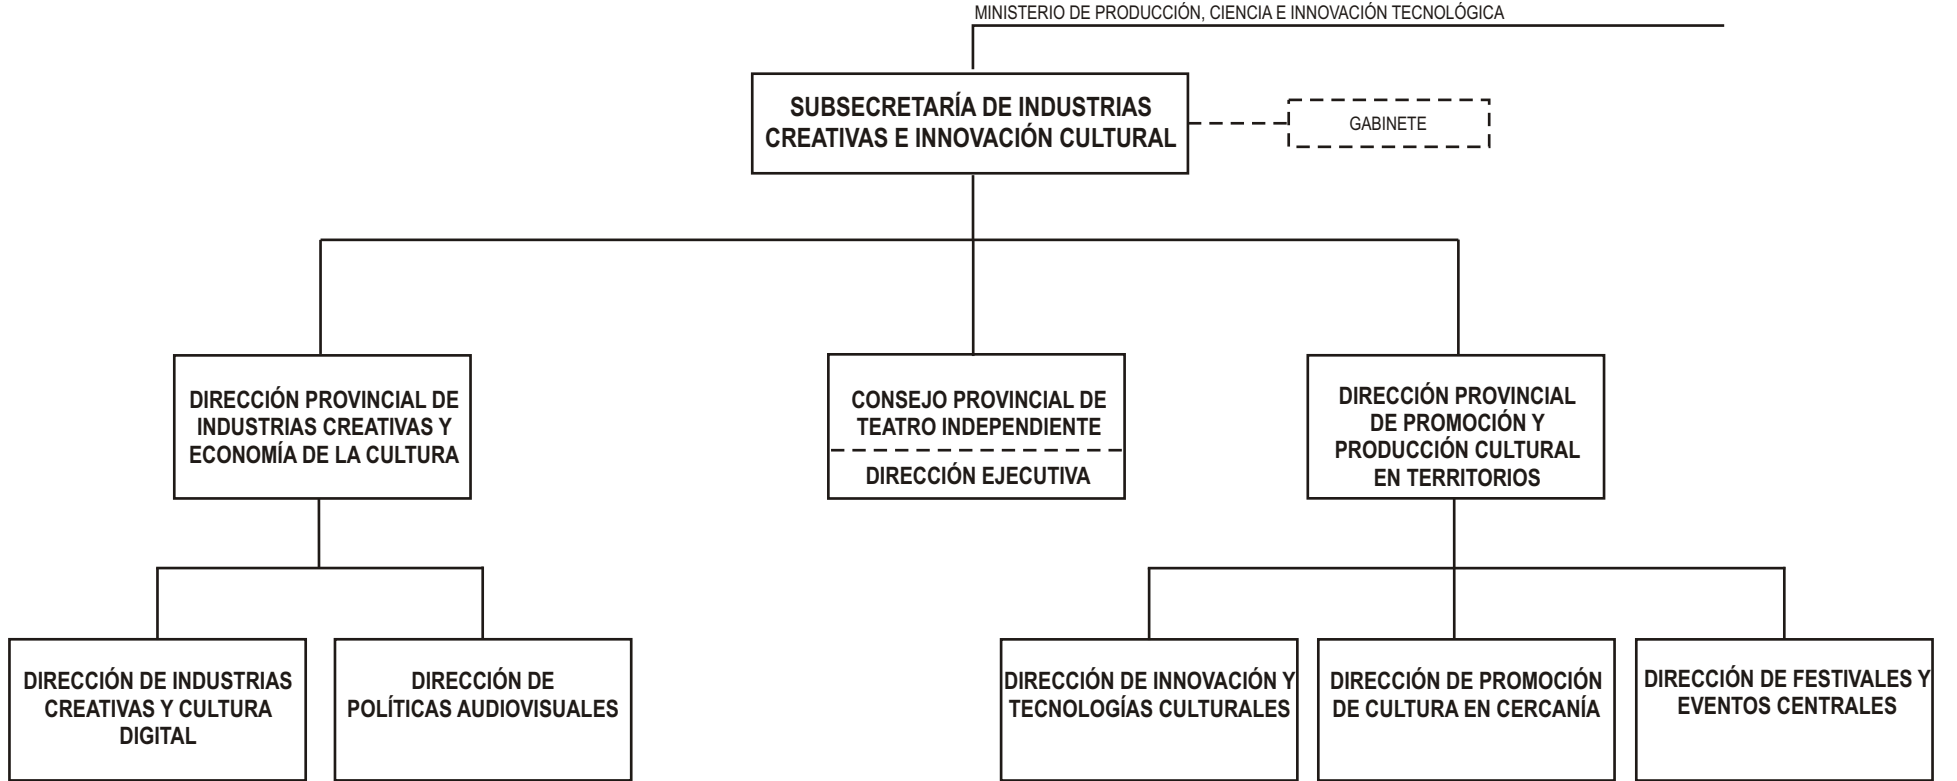 MINISTERIO DE PRODUCCIÓN, CIENCIA E INNOVACIÓN TECNOLÓGICA
SUBSECRETARÍA DE INDUSTRIAS
CREATIVAS E INNOVACIÓN CULTURAL
GABINETE
DIRECCIÓN PROVINCIAL DE
INDUSTRIAS CREATIVAS Y
ECONOMÍA DE LA CULTURA
CONSEJO PROVINCIAL DE
TEATRO INDEPENDIENTE
DIRECCIÓN EJECUTIVA
DIRECCIÓN PROVINCIAL
DE PROMOCIÓN Y
PRODUCCIÓN CULTURAL
EN TERRITORIOS
DIRECCIÓN DE INDUSTRIAS
CREATIVAS Y CULTURA
DIGITAL
DIRECCIÓN DE
POLÍTICAS AUDIOVISUALES
DIRECCIÓN DE INNOVACIÓN Y
TECNOLOGÍAS CULTURALES
DIRECCIÓN DE PROMOCIÓN
DE CULTURA EN CERCANÍA
DIRECCIÓN DE FESTIVALES Y
EVENTOS CENTRALES